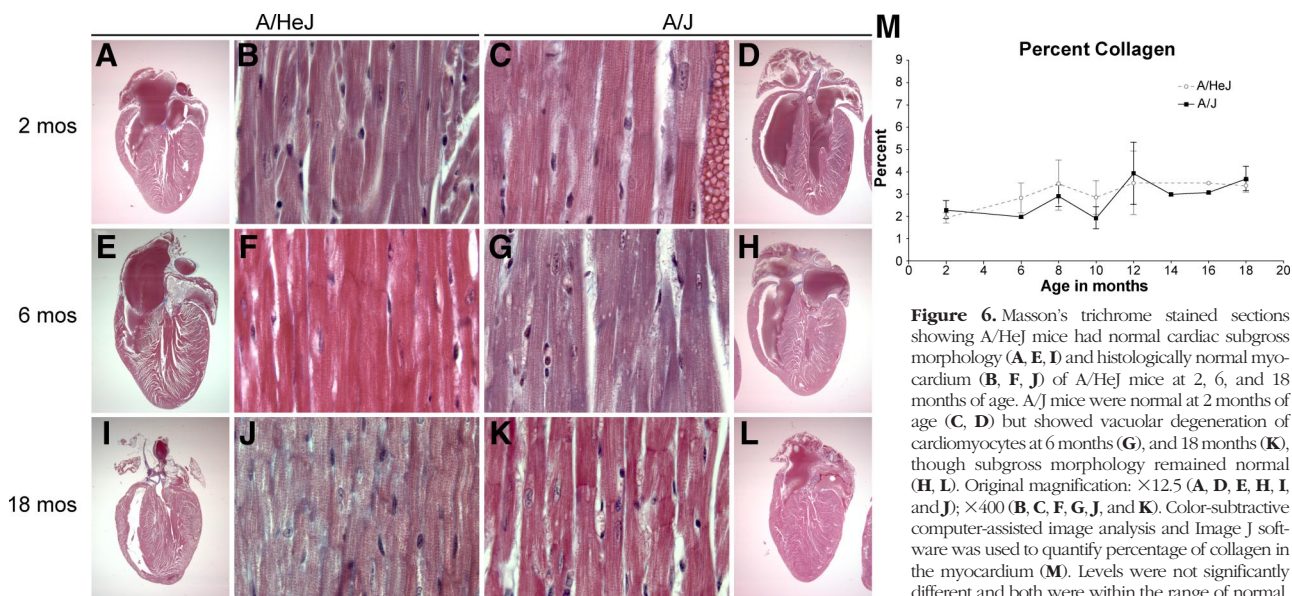 A/HeJ
A/J
M
A
B
C
D
2 mos
E
F
G
H
6 mos
I
J
K
L
18 mos
Percent Collagen
A/HeJ
A/J
Percent
9
8
7
6
5
4
3
2
1
0
0 2 4 6 8 10 12 14 16 18 20
Age in months
Figure 6. Masson's trichrome stained sections
showing A/HeJ mice had normal cardiac subgross
morphology (A, E, I) and histologically normal myo-
cardium (B, F, J) of A/HeJ mice at 2, 6, and 18
months of age. A/J mice were normal at 2 months of
age (C, D) but showed vacuolar degeneration of
cardiomyocytes at 6 months (G), and 18 months (K),
though subgross morphology remained normal
(H, L). Original magnification: ×12.5 (A, D, E, H, I,
and J); ×400 (B, C, F, G, J, and K). Color-subtractive
computer-assisted image analysis and Image J soft-
ware was used to quantify percentage of collagen in
the myocardium (M). Levels were not significantly
different and both were within the range of normal.